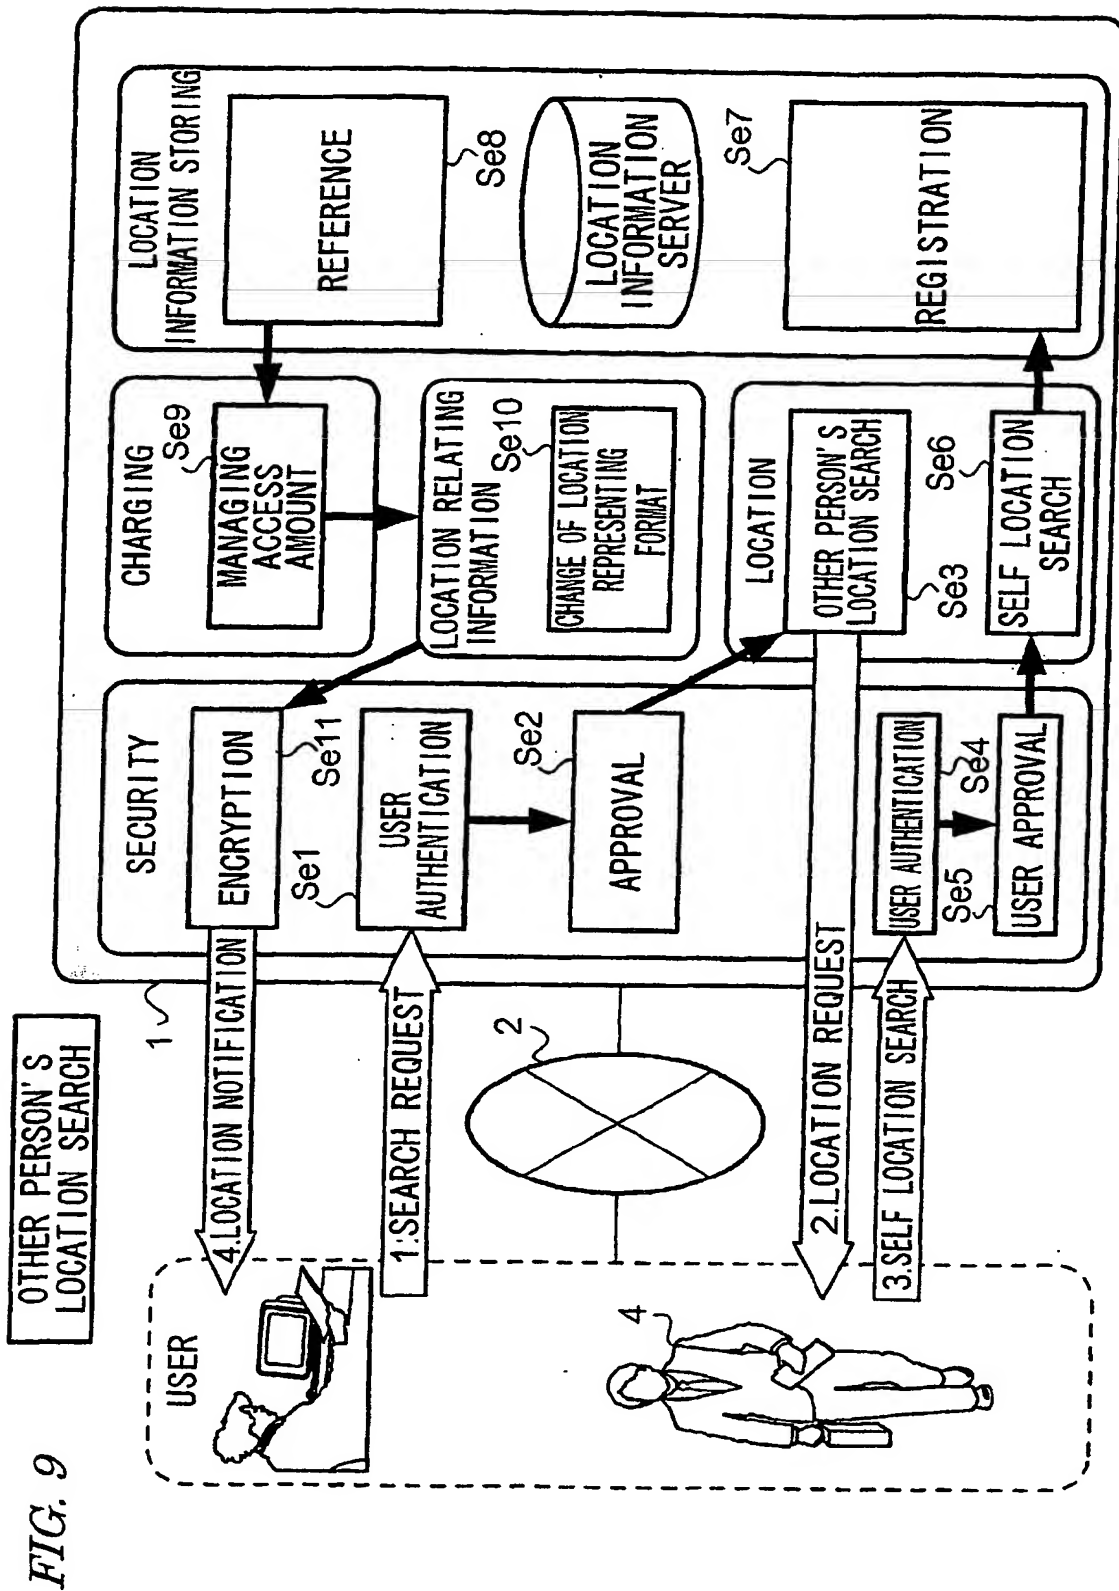 FIG. 9
OTHER PERSON'S
LOCATION SEARCH
USER
4
4.LOCATION NOTIFICATION
1:SEARCH REQUEST
2
2.LOCATION REQUEST
3.SELF LOCATION SEARCH
1
SECURITY
ENCRYPTION
Se11
Se1
USER
AUTHENTICATION
Se2
APPROVAL
USER AUTHENTICATION
Se4
Se5
USER APPROVAL
CHARGING
Se9
MANAGING
ACCESS
AMOUNT
LOCATION RELATING
INFORMATION
Se10
CHANGE OF LOCATION
REPRESENTING
FORMAT
LOCATION
OTHER PERSON'S
LOCATION SEARCH
Se3
Se6
SELF LOCATION
SEARCH
LOCATION
INFORMATION STORING
REFERENCE
Se8
LOCATION
INFORMATION
SERVER
Se7
REGISTRATION